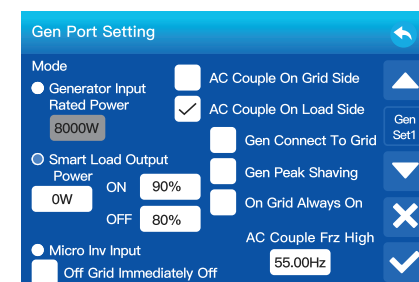 Gen Port Setting
Mode
Generator Input
Rated Power
8000W
Smart Load Output
Power
0W
ON
90%
OFF
80%
Micro Inv Input
Off Grid Immediately Off
AC Couple On Grid Side
AC Couple On Load Side
Gen Connect To Grid
Gen Peak Shaving
On Grid Always On
AC Couple Frz High
55.00Hz
Gen
Set1